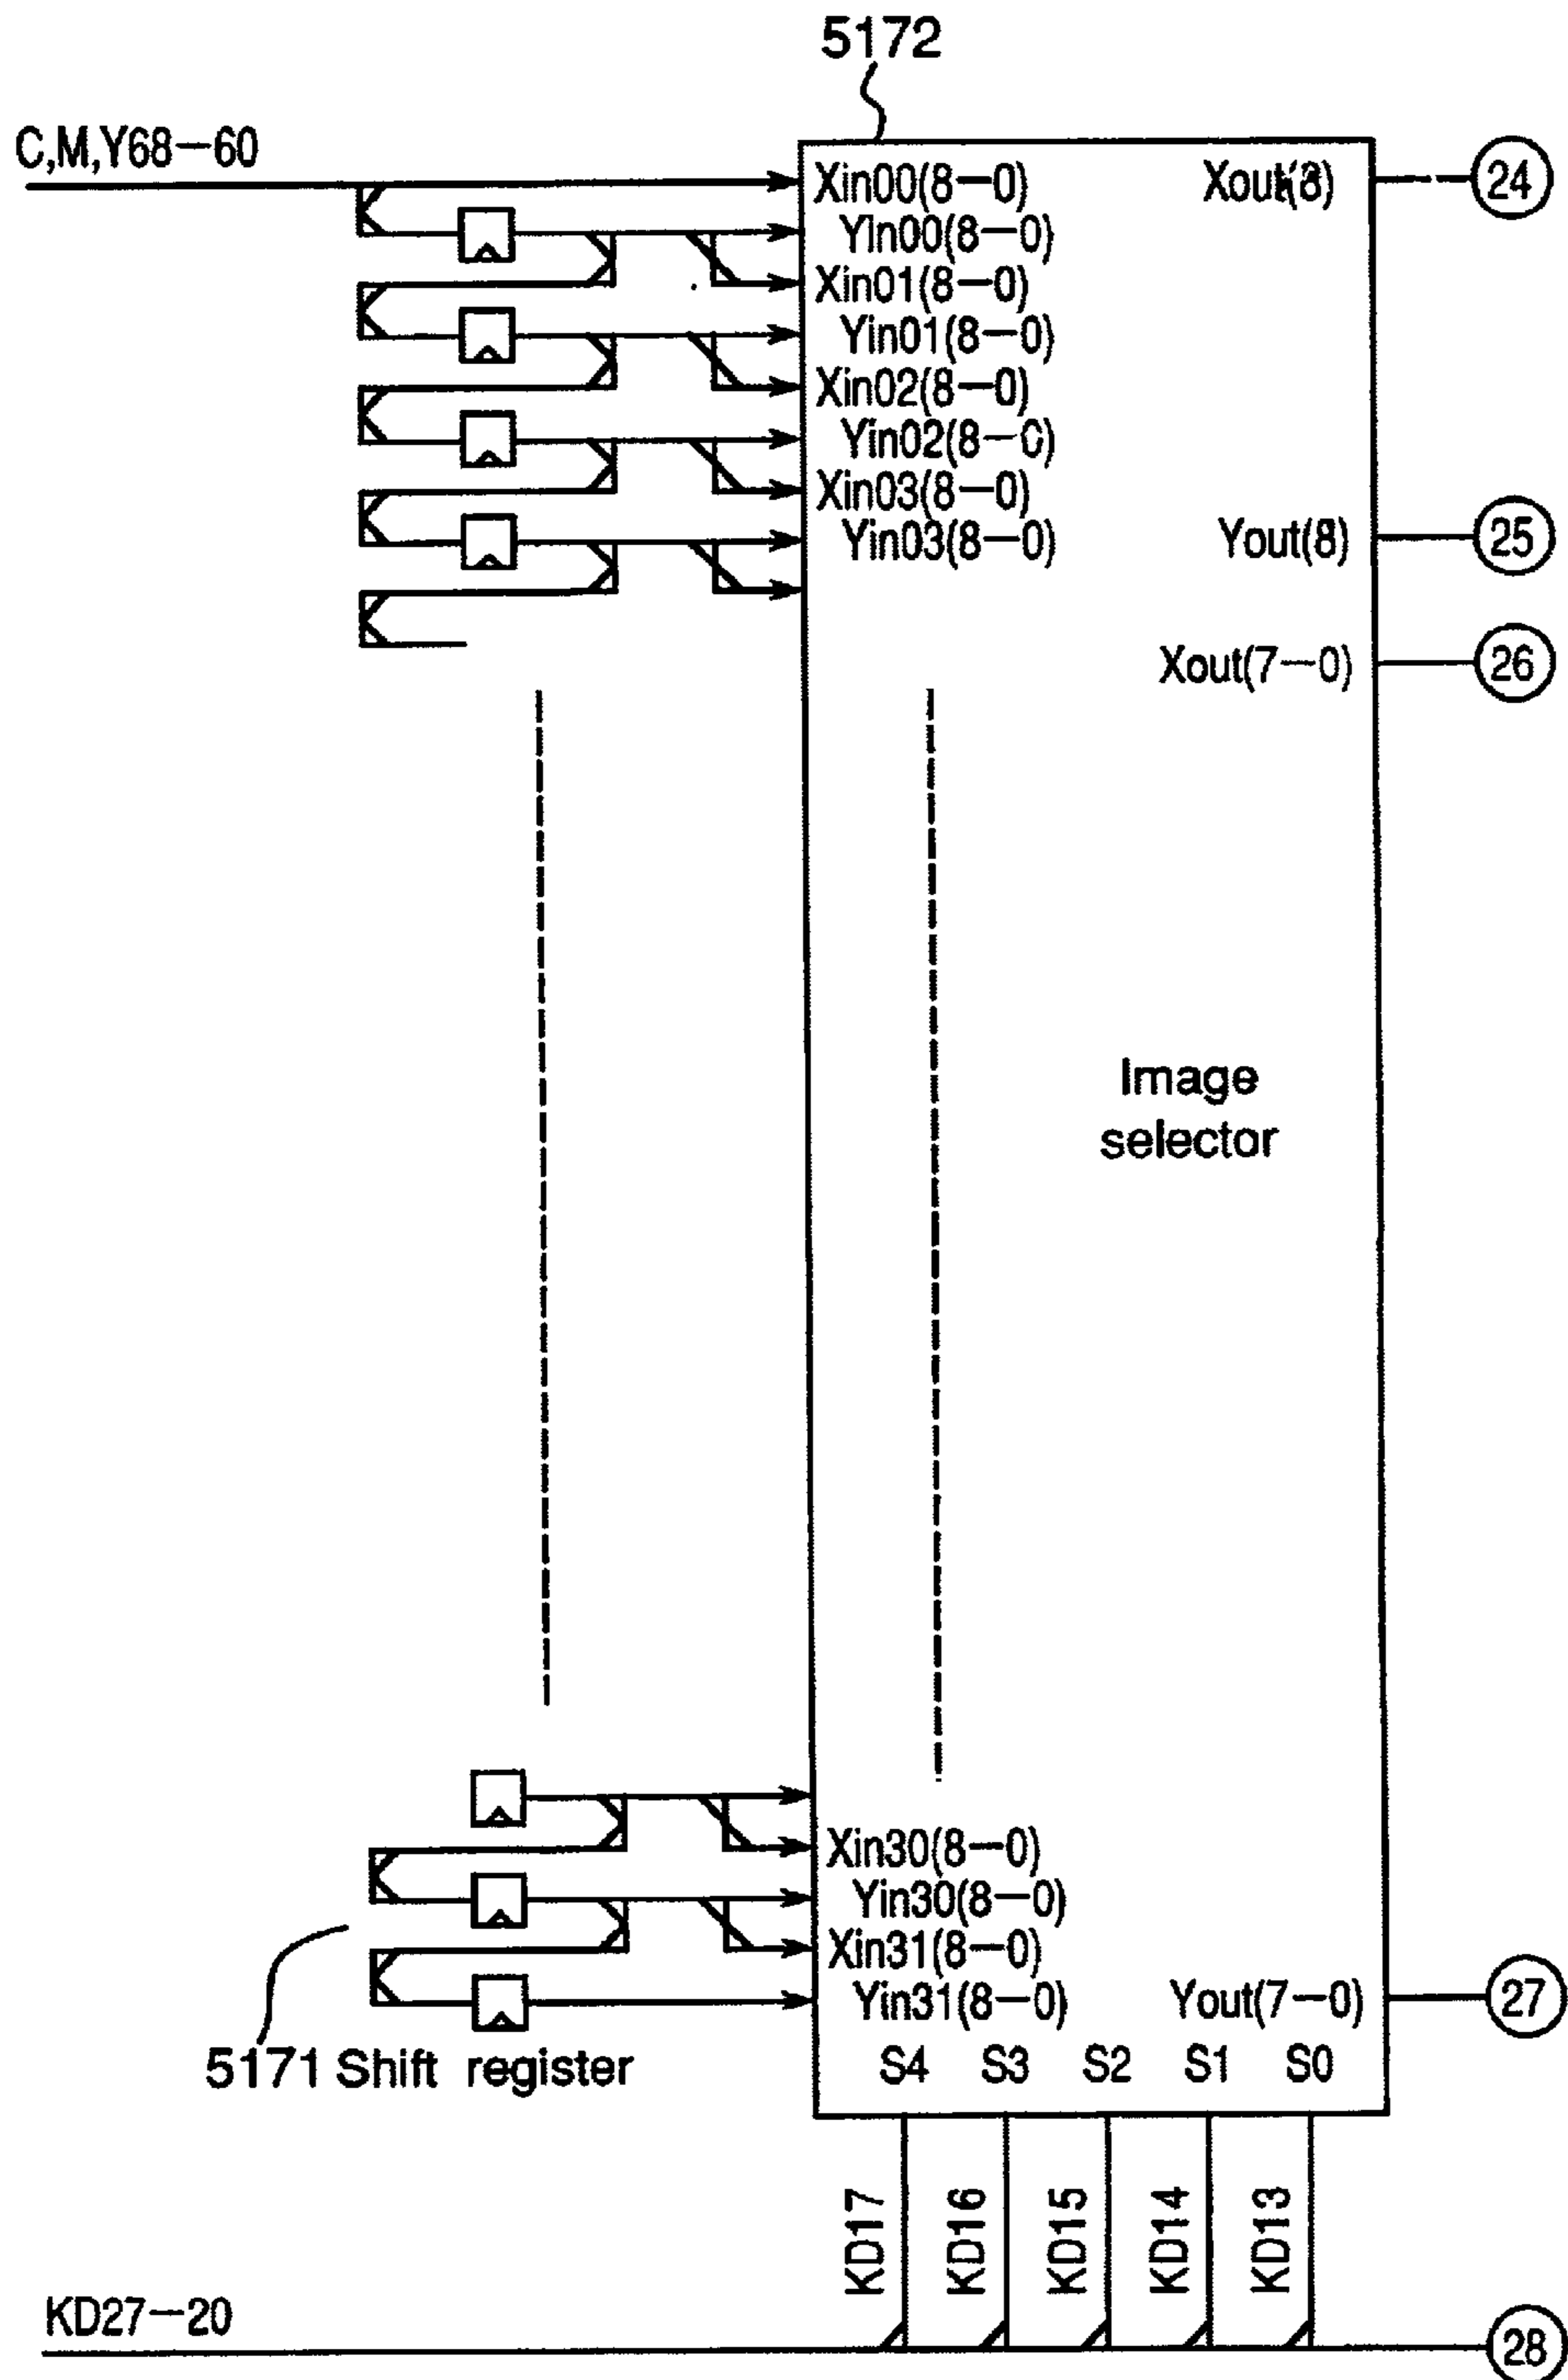 5172
C,M,Y68—60
Xin00(8—0)
Xout(8)
24
Yin00(8—0)
Xin01(8—0)
Yin01(8—0)
Xin02(8—0)
Yin02(8—0)
Xin03(8—0)
Yin03(8—0)
Yout(8)
25
Xout(7—0)
26
Image
selector
Xin30(8—0)
Yin30(8—0)
Xin31(8—0)
Yin31(8—0)
Yout(7—0)
27
5171 Shift register
S4 S3 S2 S1 S0
KD17
KD16
KD15
KD14
KD13
KD27—20
28